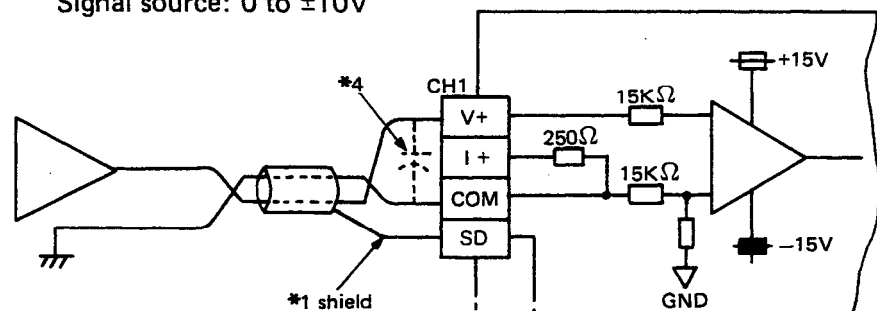 Signal source: 0 to ±10V
*4
CH1
V+
I+
COM
SD
15KΩ
250Ω
15KΩ
+15V
-15V
GND
*1 shield